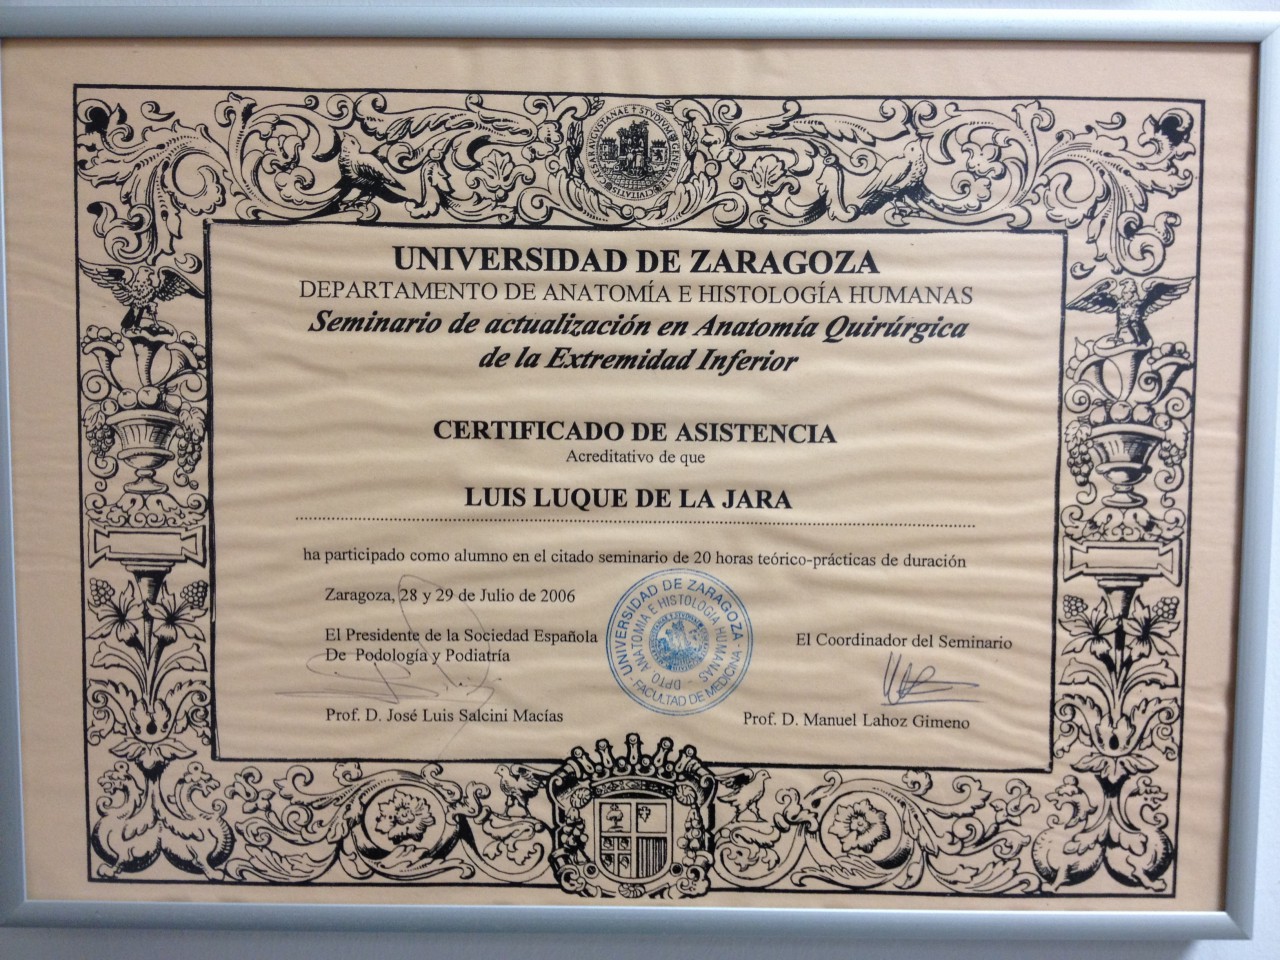 UNIVERSIDAD DE ZARAGOZA
DEPARTAMENTO DE ANATOMÍA E HISTOLOGÍA HUMANAS
Seminario de actualización en Anatomía Quirúrgica
de la Extremidad Inferior
CERTIFICADO DE ASISTENCIA
Acreditativo de que
LUIS LUQUE DE LA JARA
ha participado como alumno en el citado seminario de 20 horas teórico-prácticas de duración
Zaragoza, 28 y 29 de Julio de 2006
El Presidente de la Sociedad Española
De Podología y Podiatría
Prof. D. José Luis Salcini Macías
UNIVERSIDAD DE ZARAGOZA
- FACULTAD DE MEDICINA -
DPTO ANATOMIA E HISTOLOGIA HUMANAS -
El Coordinador del Seminario
Prof. D. Manuel Lahoz Gimeno